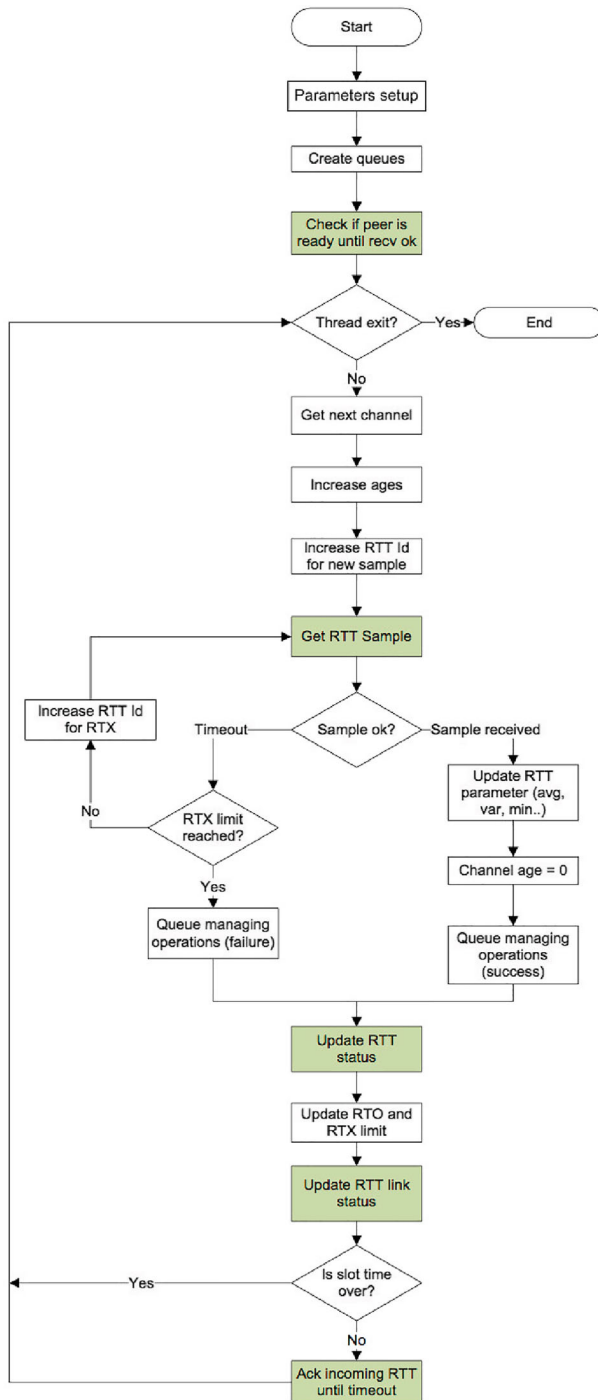 Start
Parameters setup
Create queues
Check if peer is
ready until recv ok
Thread exit?
Yes
End
No
Get next channel
Increase ages
Increase RTT Id
for new sample
Get RTT Sample
Increase RTT Id
for RTX
Timeout
Sample ok?
Sample received
No
RTX limit
reached?
Update RTT
parameter (avg,
var, min..)
Yes
Channel age = 0
Queue managing
operations (failure)
Queue managing
operations
(success)
Update RTT
status
Update RTO and
RTX limit
Update RTT link
status
Yes
Is slot time
over?
No
Ack incoming RTT
until timeout